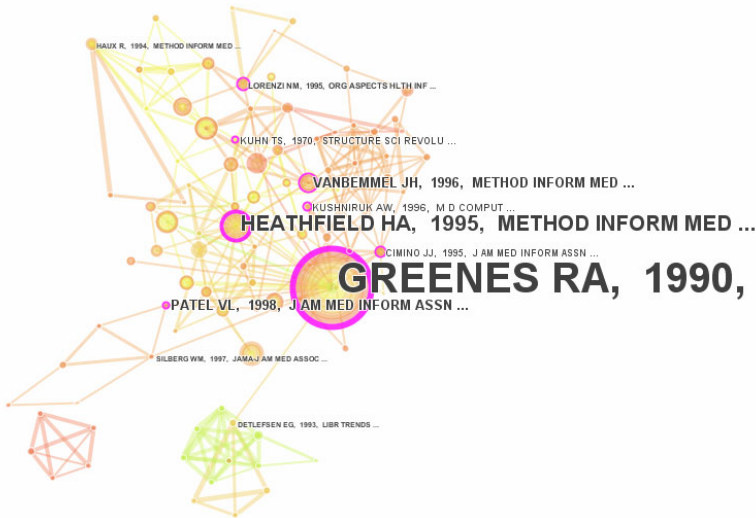 HAUX R, 1994, METHOD INFORM MED ...
LORENZI NM, 1995, ORG ASPECTS HLTH INF ...
KUHN TS, 1970, STRUCTURE SCI REVOLU ...
VANBEMMEL JH, 1996, METHOD INFORM MED ...
KUSHNIRUK AW, 1996, M D COMPUT ...
HEATHFIELD HA, 1995, METHOD INFORM MED ...
CIMINO JJ, 1995, J AM MED INFORM ASSN ...
GREENES RA, 1990,
PATEL VL, 1998, J AM MED INFORM ASSN ...
SILBERG WM, 1997, JAMA-J AM MED ASSOC ...
DETLEFSEN EG, 1993, LIBR TRENDS ...